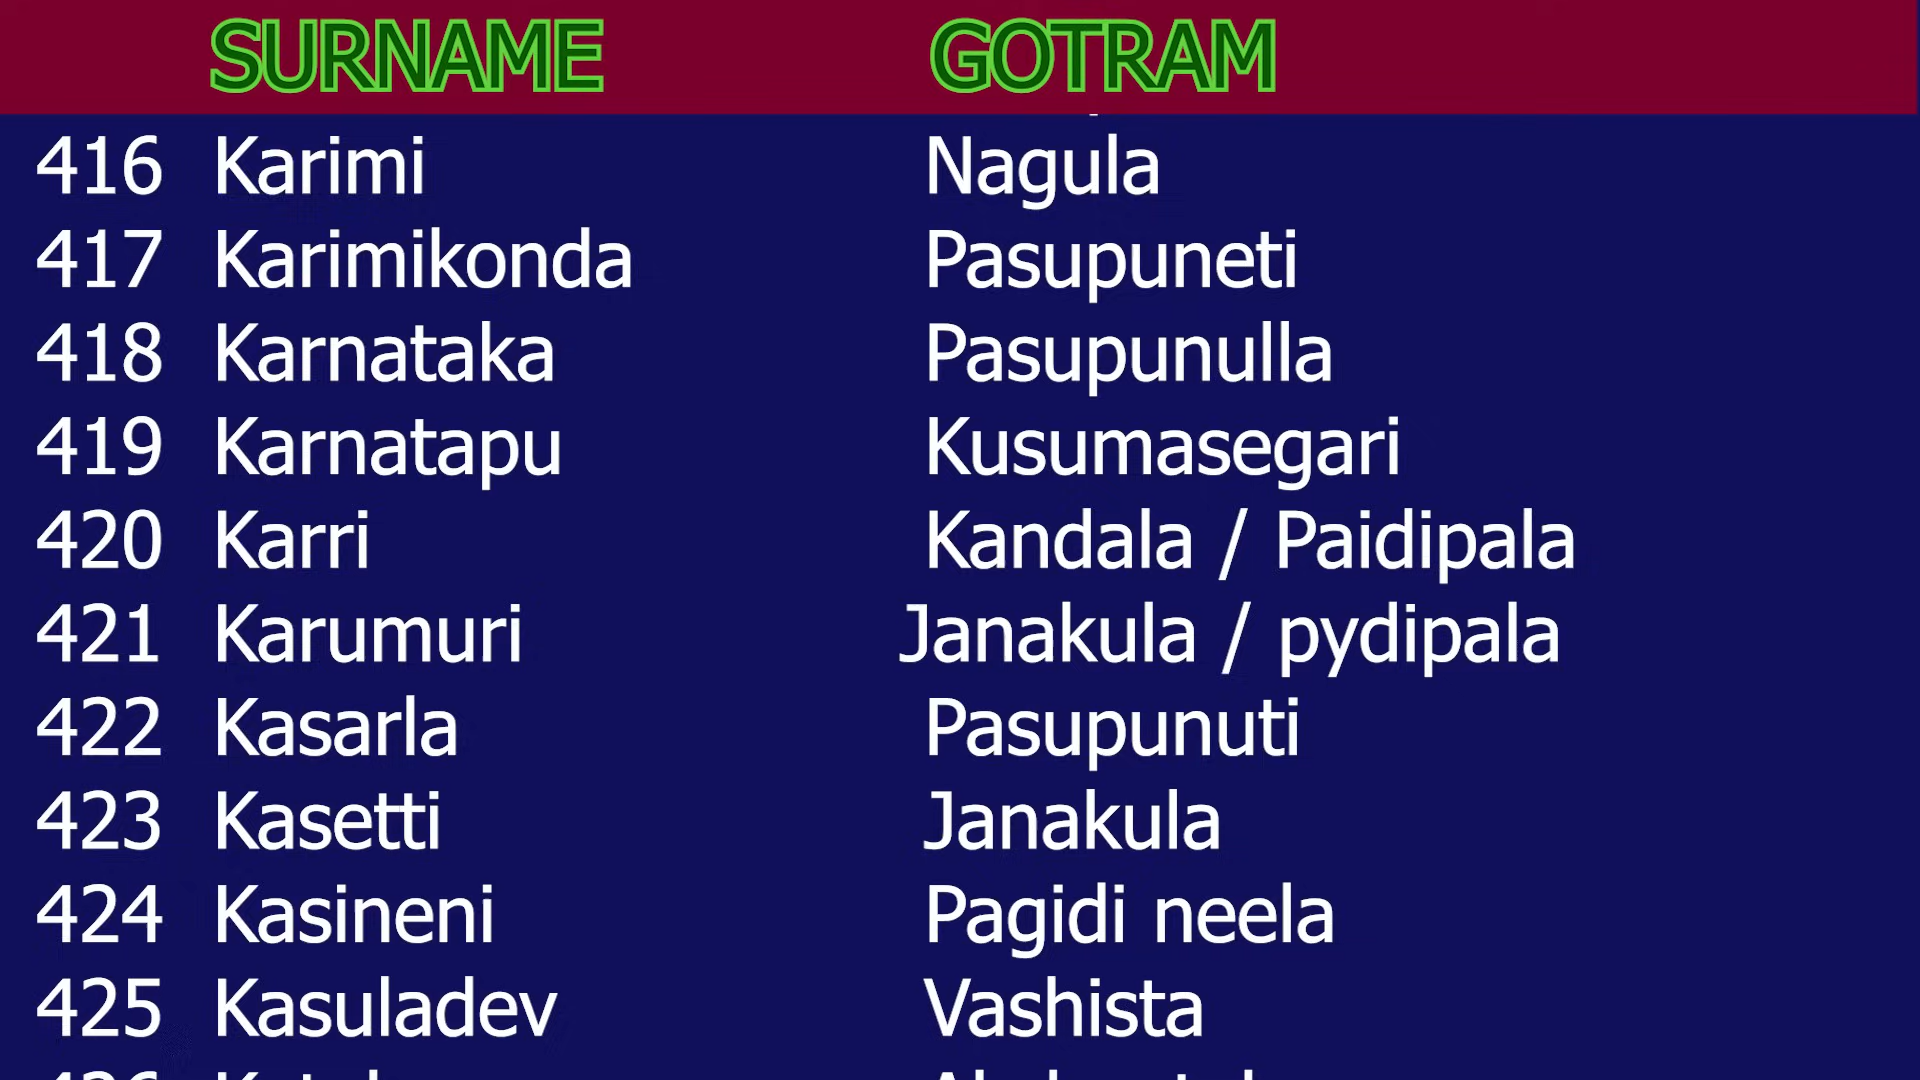 SURNAME GOTRAM
416 Karimi Nagula
417 Karimikonda Pasupuneti
418 Karnataka Pasupunulla
419 Karnatapu Kusumasegari
420 Karri Kandala / Paidipala
421 Karumuri Janakula / pydipala
422 Kasarla Pasupunuti
423 Kasetti Janakula
424 Kasineni Pagidi neela
425 Kasuladev Vashista